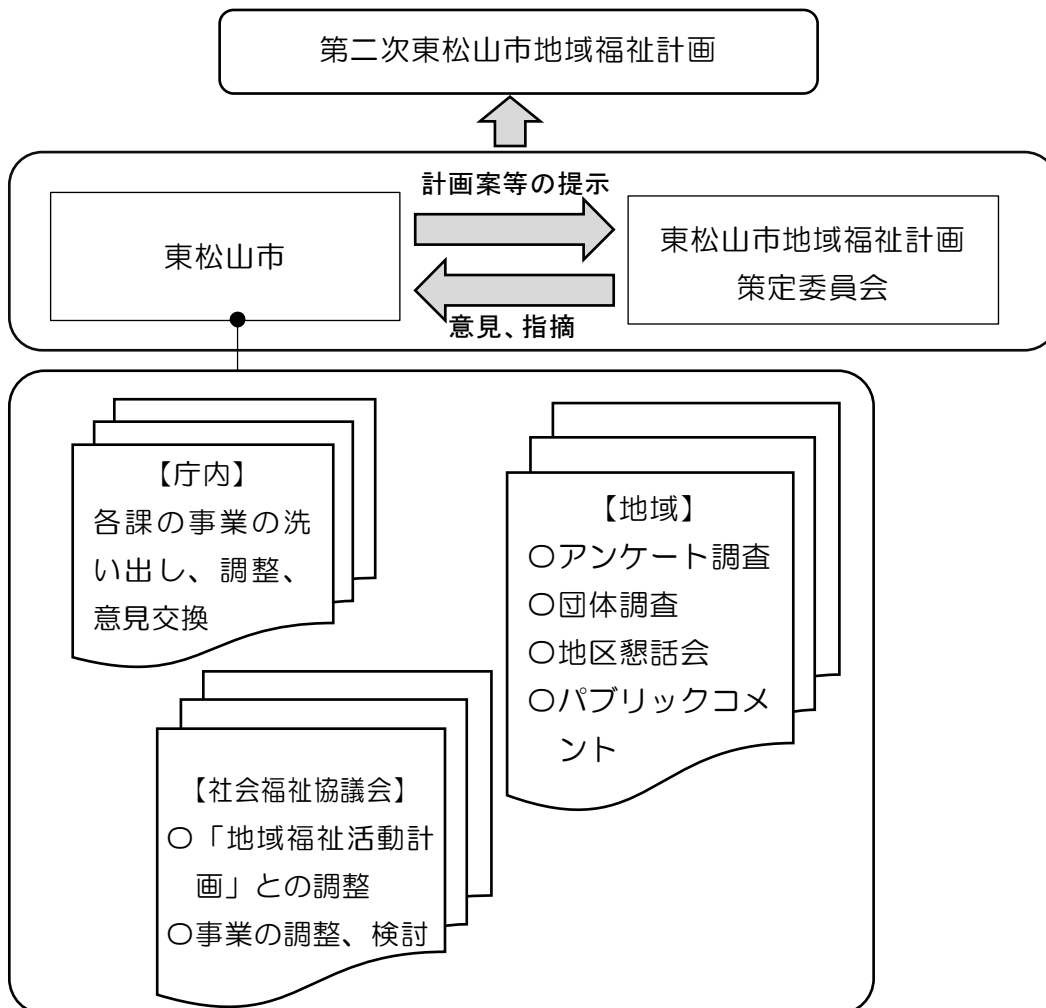 第二次東松山市地域福祉計画
計画案等の提示
東松山市
東松山市地域福祉計画
策定委員会
意見、指摘
【庁内】
各課の事業の洗
い出し、調整、
意見交換
【地域】
〇アンケート調査
〇団体調査
〇地区懇話会
〇パブリックコメ
ント
【社会福祉協議会】
〇「地域福祉活動計
画」との調整
〇事業の調整、検討